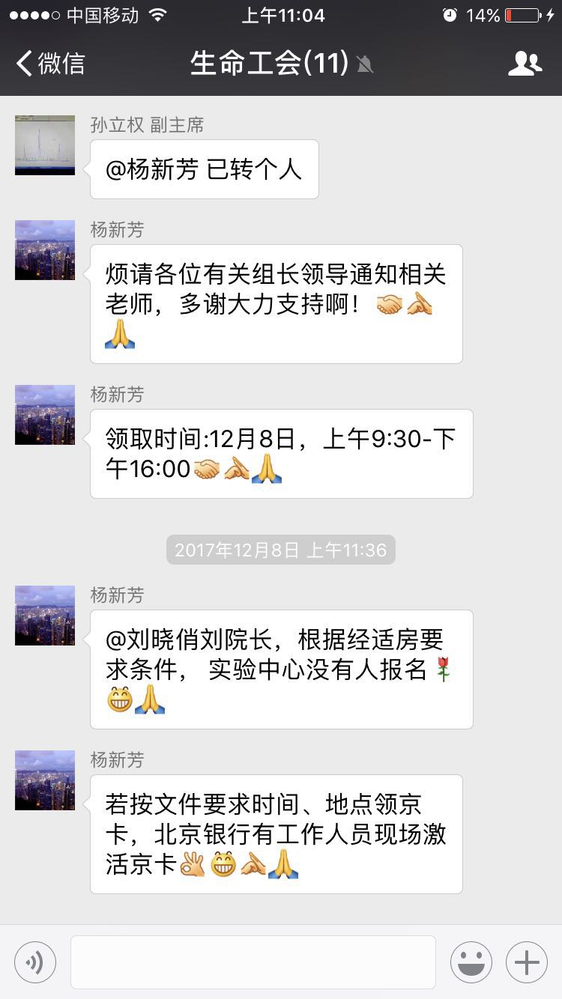 中国移动 上午11:04 14%
微信 生命工会(11)
孙立权 副主席
@杨新芳 已转个人
杨新芳
烦请各位有关组长领导通知相关
老师，多谢大力支持啊！🤝✍🏼
🙏
杨新芳
领取时间:12月8日，上午9:30-下
午16:00🤝✍🏼🙏
2017年12月8日 上午11:36
杨新芳
@刘晓俏刘院长，根据经适房要
求条件， 实验中心没有人报名🌹
😁🙏
杨新芳
若按文件要求时间、地点领京
卡，北京银行有工作人员现场激
活京卡👌😁✍🏼🙏